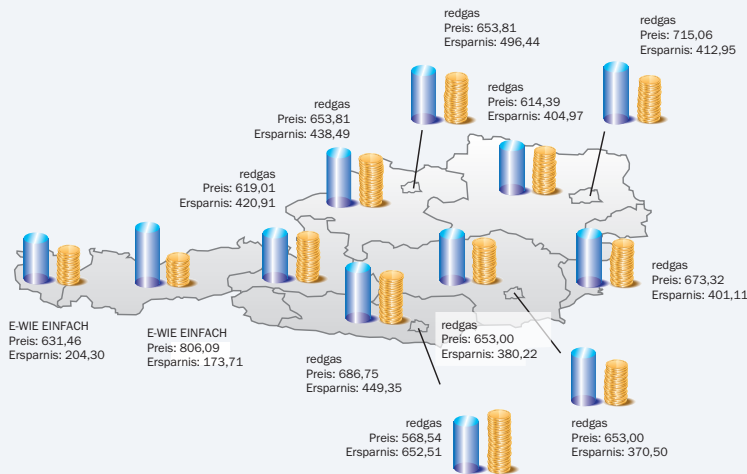 redgas
Preis: 653,81
Ersparnis: 496,44
redgas
Preis: 715,06
Ersparnis: 412,95
redgas
Preis: 614,39
Ersparnis: 404,97
redgas
Preis: 653,81
Ersparnis: 438,49
redgas
Preis: 619,01
Ersparnis: 420,91
redgas
Preis: 673,32
Ersparnis: 401,11
E-WIE EINFACH
Preis: 631,46
Ersparnis: 204,30
E-WIE EINFACH
Preis: 806,09
Ersparnis: 173,71
redgas
Preis: 653,00
Ersparnis: 380,22
redgas
Preis: 686,75
Ersparnis: 449,35
redgas
Preis: 568,54
Ersparnis: 652,51
redgas
Preis: 653,00
Ersparnis: 370,50